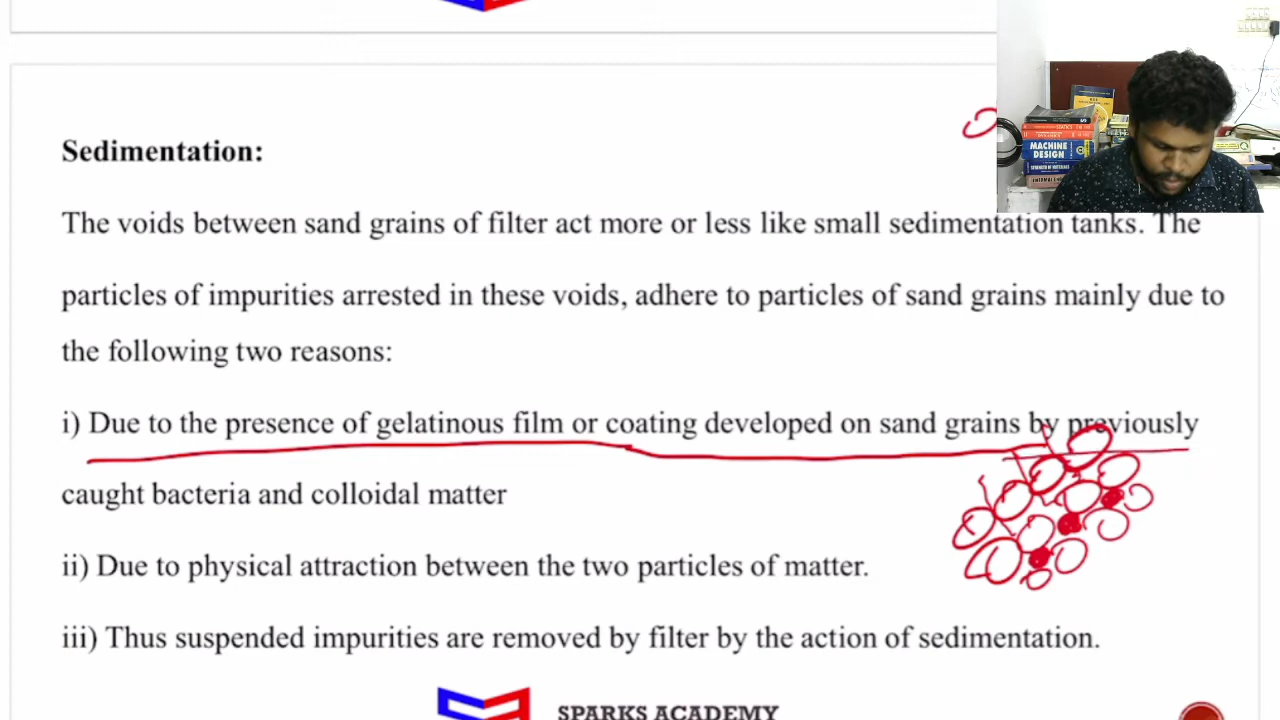 Sedimentation:
The voids between sand grains of filter act more or less like small sedimentation tanks. The
particles of impurities arrested in these voids, adhere to particles of sand grains mainly due to
the following two reasons:
i) Due to the presence of gelatinous film or coating developed on sand grains by previously
caught bacteria and colloidal matter
ii) Due to physical attraction between the two particles of matter.
iii) Thus suspended impurities are removed by filter by the action of sedimentation.
SPARKS ACADEMY
MACHINE
DESIGN